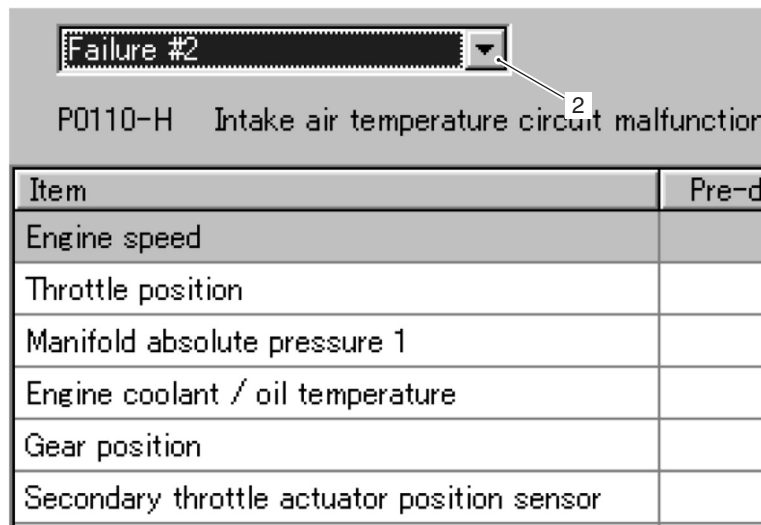 Failure #2
2
P0110-H Intake air temperature circuit malfunction
Item Pre-d
Engine speed
Throttle position
Manifold absolute pressure 1
Engine coolant / oil temperature
Gear position
Secondary throttle actuator position sensor